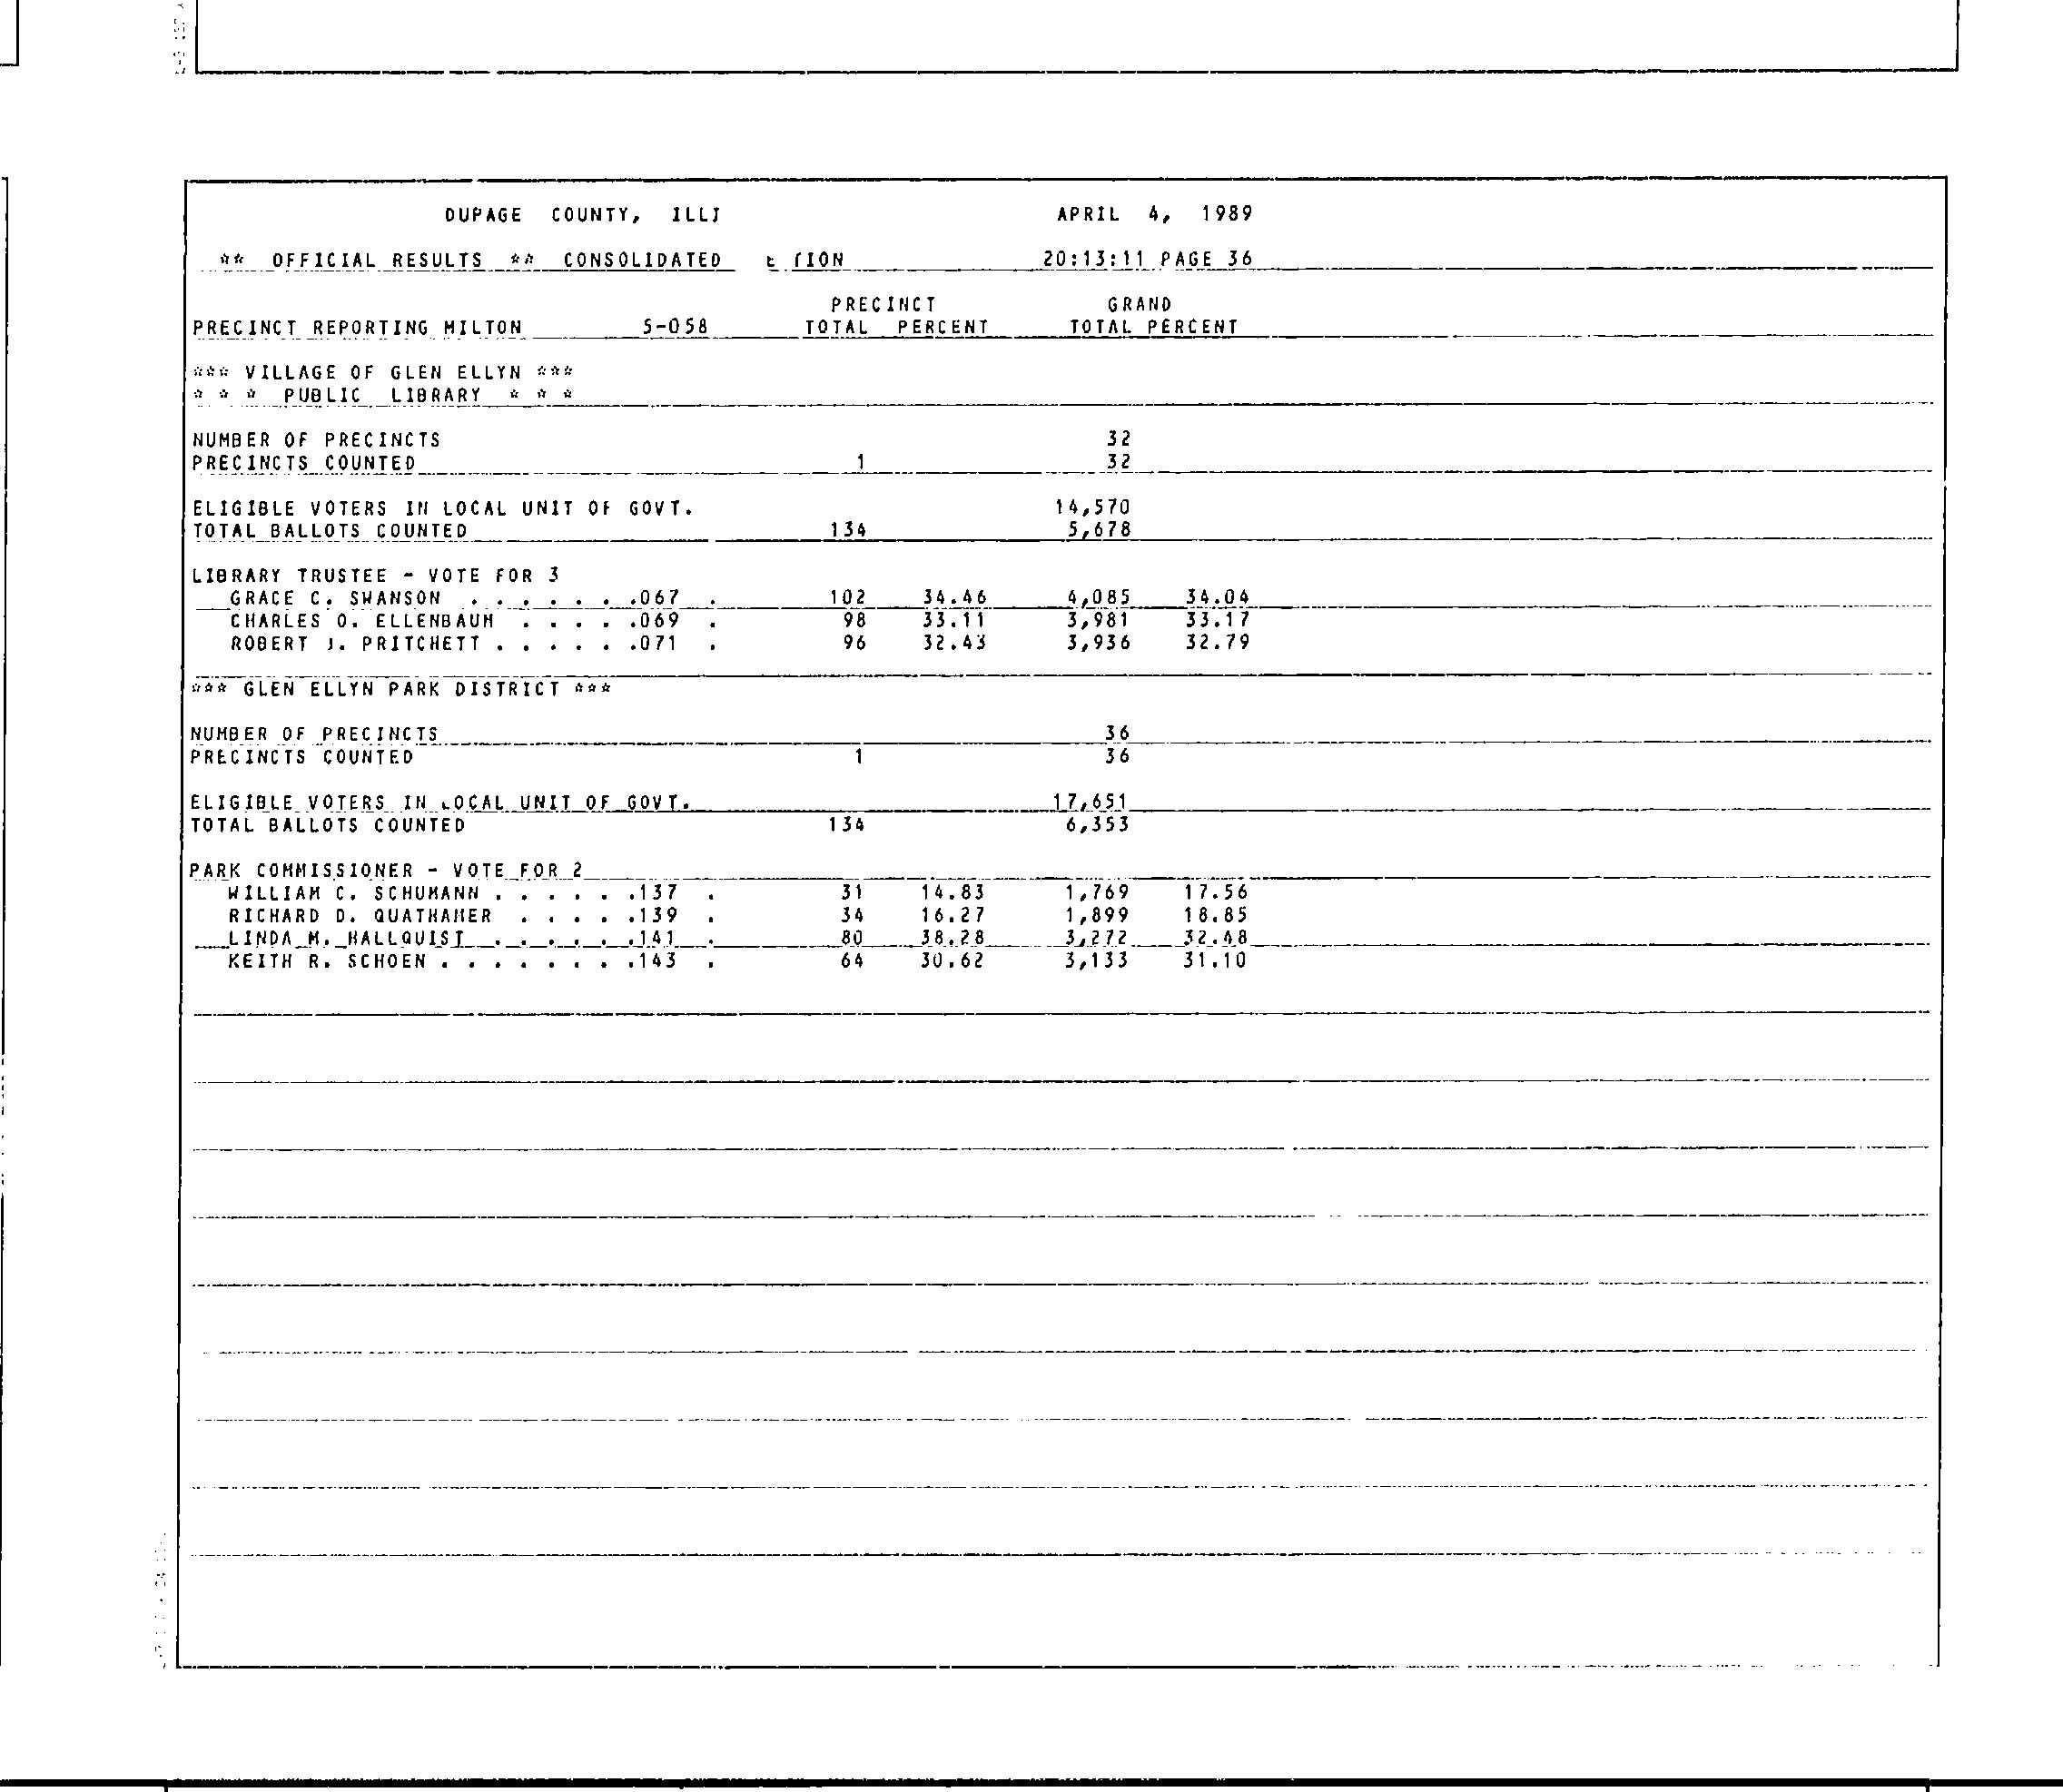 DUPAGE COUNTY, ILLI APRIL 4, 1989
** OFFICIAL RESULTS ** CONSOLIDATED TION 20:13:11 PAGE 36
PRECINCT GRAND
PRECINCT REPORTING MILTON 5-058 TOTAL PERCENT TOTAL PERCENT
*** VILLAGE OF GLEN ELLYN ***
* * * PUBLIC LIBRARY * * *
NUMBER OF PRECINCTS 32
PRECINCTS COUNTED 1 32
ELIGIBLE VOTERS IN LOCAL UNIT OF GOVT. 14,570
TOTAL BALLOTS COUNTED 134 5,678
LIBRARY TRUSTEE - VOTE FOR 3
GRACE C. SWANSON . . . . . . .067 . 102 34.46 4,085 34.04
CHARLES O. ELLENBAUM . . . . .069 . 98 33.11 3,981 33.17
ROBERT J. PRITCHETT . . . . . .071 . 96 32.43 3,936 32.79
*** GLEN ELLYN PARK DISTRICT ***
NUMBER OF PRECINCTS 36
PRECINCTS COUNTED 1 36
ELIGIBLE VOTERS IN LOCAL UNIT OF GOVT. 17,651
TOTAL BALLOTS COUNTED 134 6,353
PARK COMMISSIONER - VOTE FOR 2
WILLIAM C. SCHUMANN . . . . . .137 . 31 14.83 1,769 17.56
RICHARD D. QUATHAMER . . . . .139 . 34 16.27 1,899 18.85
LINDA M. HALLQUIST . . . . . .141 . 80 38.28 3,272 32.48
KEITH R. SCHOEN . . . . . . . .143 . 64 30.62 3,133 31.10